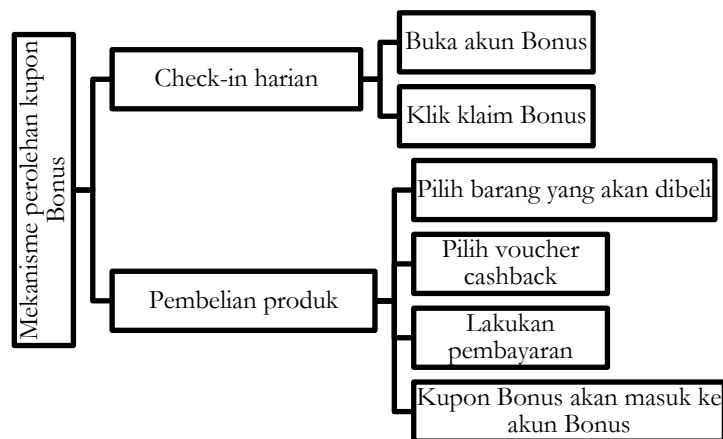 Mekanisme perolehan kupon
Bonus
Check-in harian
Buka akun Bonus
Klik klaim Bonus
Pembelian produk
Pilih barang yang akan dibeli
Pilih voucher
cashback
Lakukan
pembayaran
Kupon Bonus akan masuk ke
akun Bonus